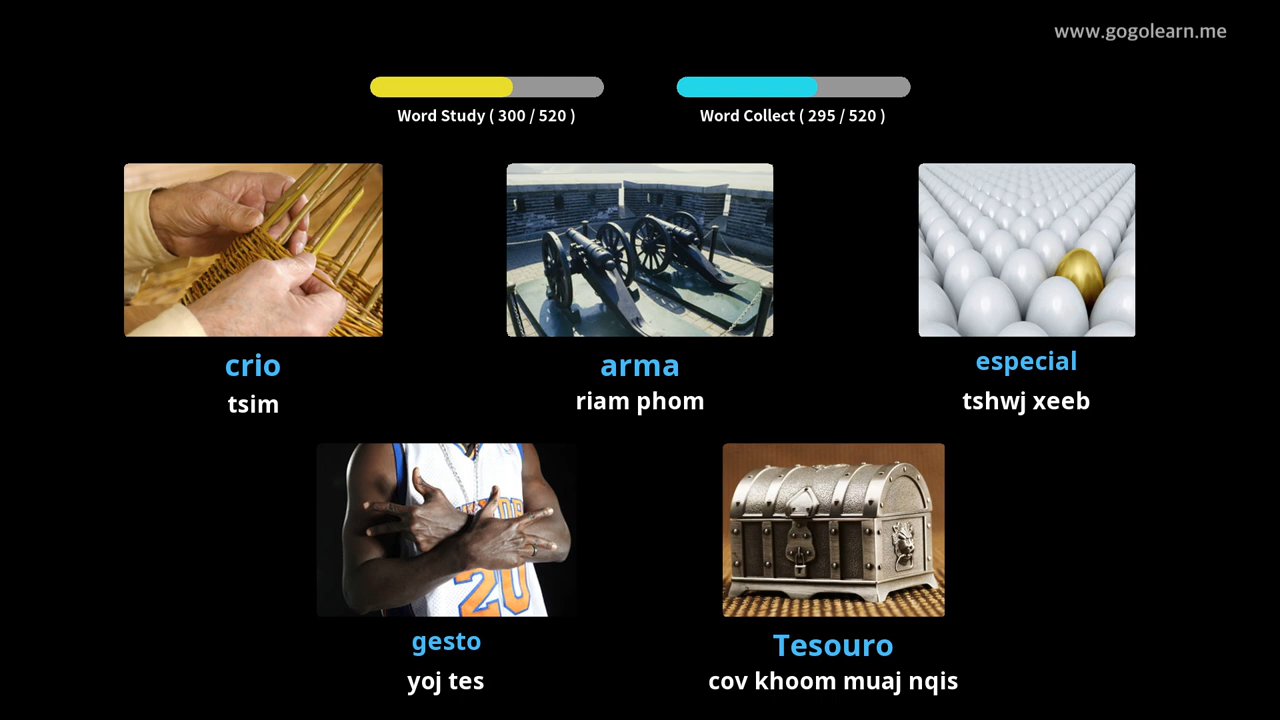 www.gogolearn.me
Word Study ( 300 / 520 )
Word Collect ( 295 / 520 )
crio
tsim
arma
riam phom
especial
tshwj xeeb
20
gesto
yoj tes
Tesouro
cov khoom muaj nqis